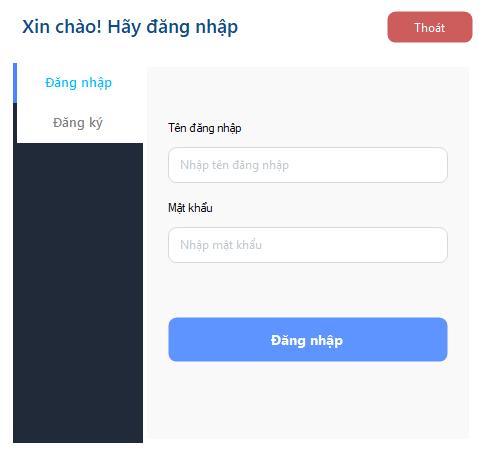 Xin chào! Hãy đăng nhập
Thoát
Đăng nhập
Đăng ký
Tên đăng nhập
Nhập tên đăng nhập
Mật khẩu
Nhập mật khẩu
Đăng nhập